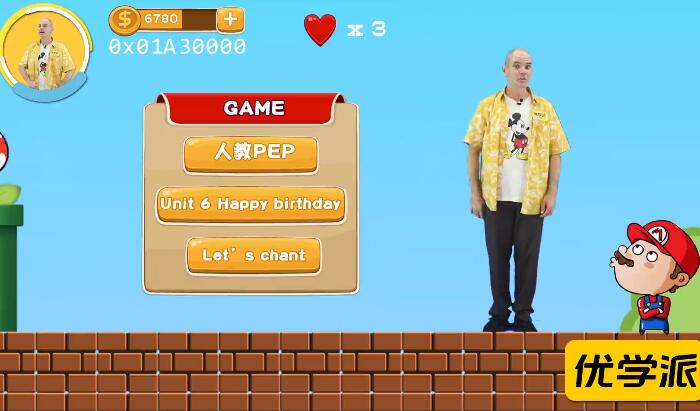 6780
+
0x01A30000
x 3
GAME
人教PEP
Unit 6 Happy birthday
Let's chant
M
优学派